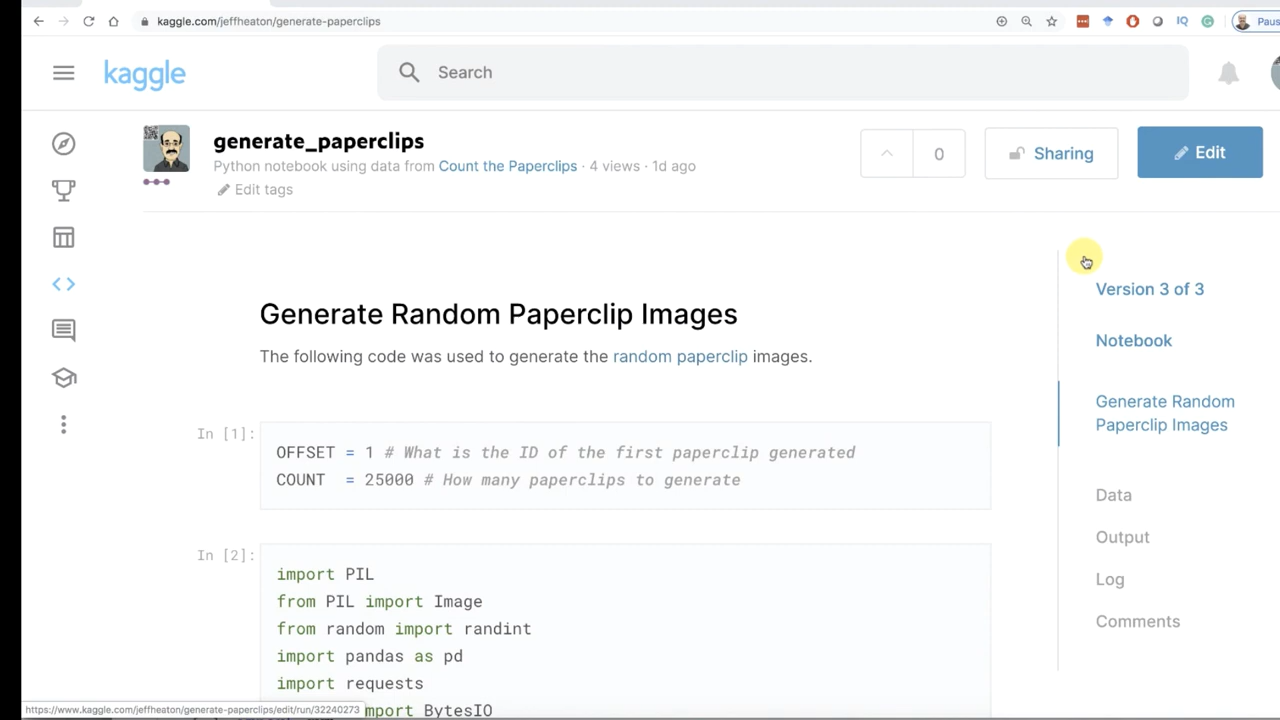 kaggle.com/jeffheaton/generate-paperclips
IQ
Paus
kaggle
Search
generate_paperclips
Python notebook using data from Count the Paperclips · 4 views · 1d ago
Edit tags
0
Sharing
Edit
Version 3 of 3
Notebook
Generate Random
Paperclip Images
Data
Output
Log
Comments
Generate Random Paperclip Images
The following code was used to generate the random paperclip images.
In [1]:
OFFSET = 1 # What is the ID of the first paperclip generated
COUNT  = 25000 # How many paperclips to generate
In [2]:
import PIL
from PIL import Image
from random import randint
import pandas as pd
import requests
mport BytesIO
https://www.kaggle.com/jeffheaton/generate-paperclips/edit/run/32240273